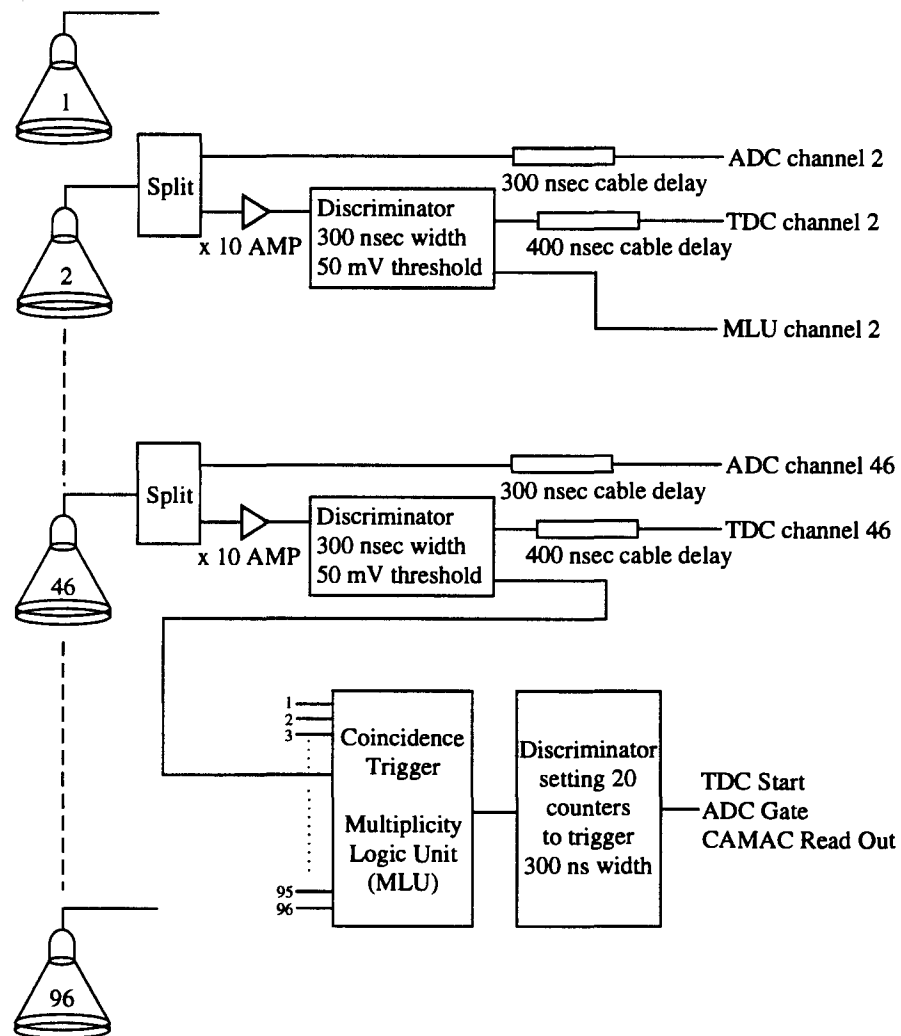 1
Split
ADC channel 2
300 nsec cable delay
x 10 AMP
Discriminator
300 nsec width
50 mV threshold
TDC channel 2
400 nsec cable delay
2
MLU channel 2
Split
ADC channel 46
300 nsec cable delay
x 10 AMP
Discriminator
300 nsec width
50 mV threshold
TDC channel 46
400 nsec cable delay
46
1
2
3
95
96
Coincidence
Trigger
Multiplicity
Logic Unit
(MLU)
Discriminator
setting 20
counters
to trigger
300 ns width
TDC Start
ADC Gate
CAMAC Read Out
96